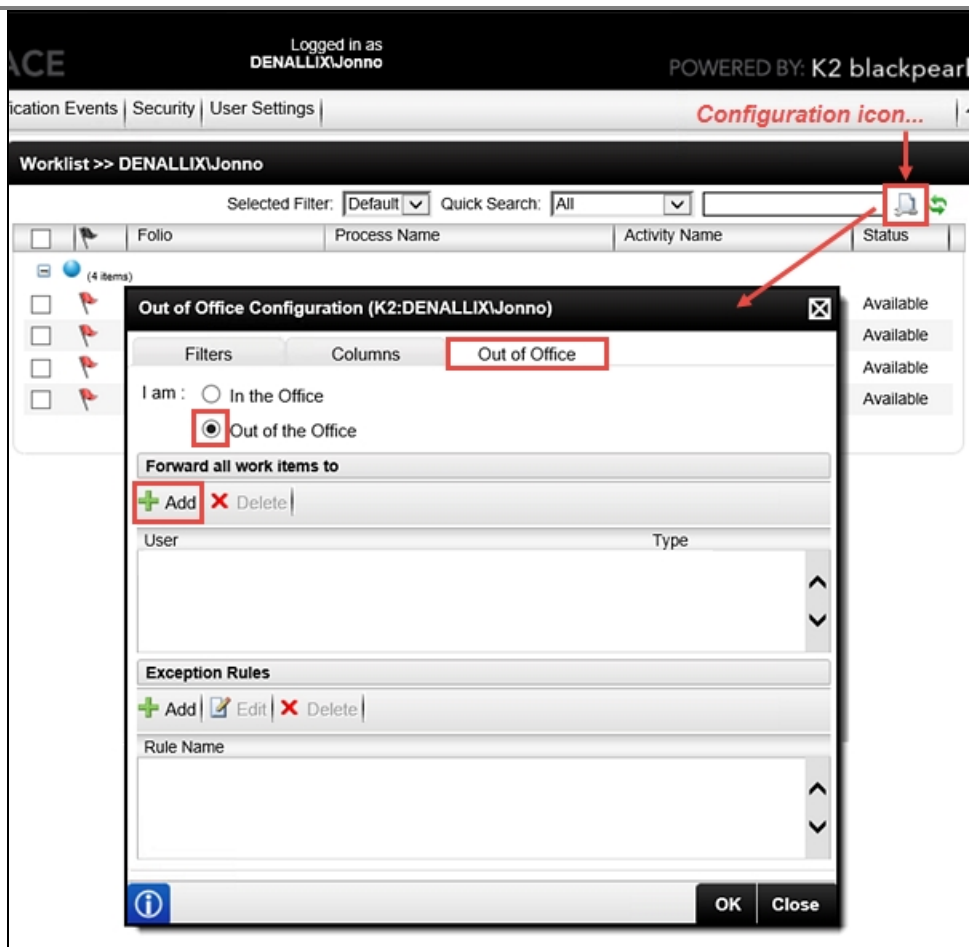 ACE
Logged in as
DENALLIX\Jonno
POWERED BY: K2 blackpearl
ication Events | Security | User Settings |
Configuration icon...
Worklist >> DENALLIX\Jonno
Selected Filter: Default Quick Search: All
Folio Process Name Activity Name Status
(4 items)
Available
Available
Available
Available
Out of Office Configuration (K2:DENALLIX\Jonno)
Filters Columns Out of Office
I am : In the Office
Out of the Office
Forward all work items to
Add Delete
User Type
Exception Rules
Add Edit Delete
Rule Name
OK Close